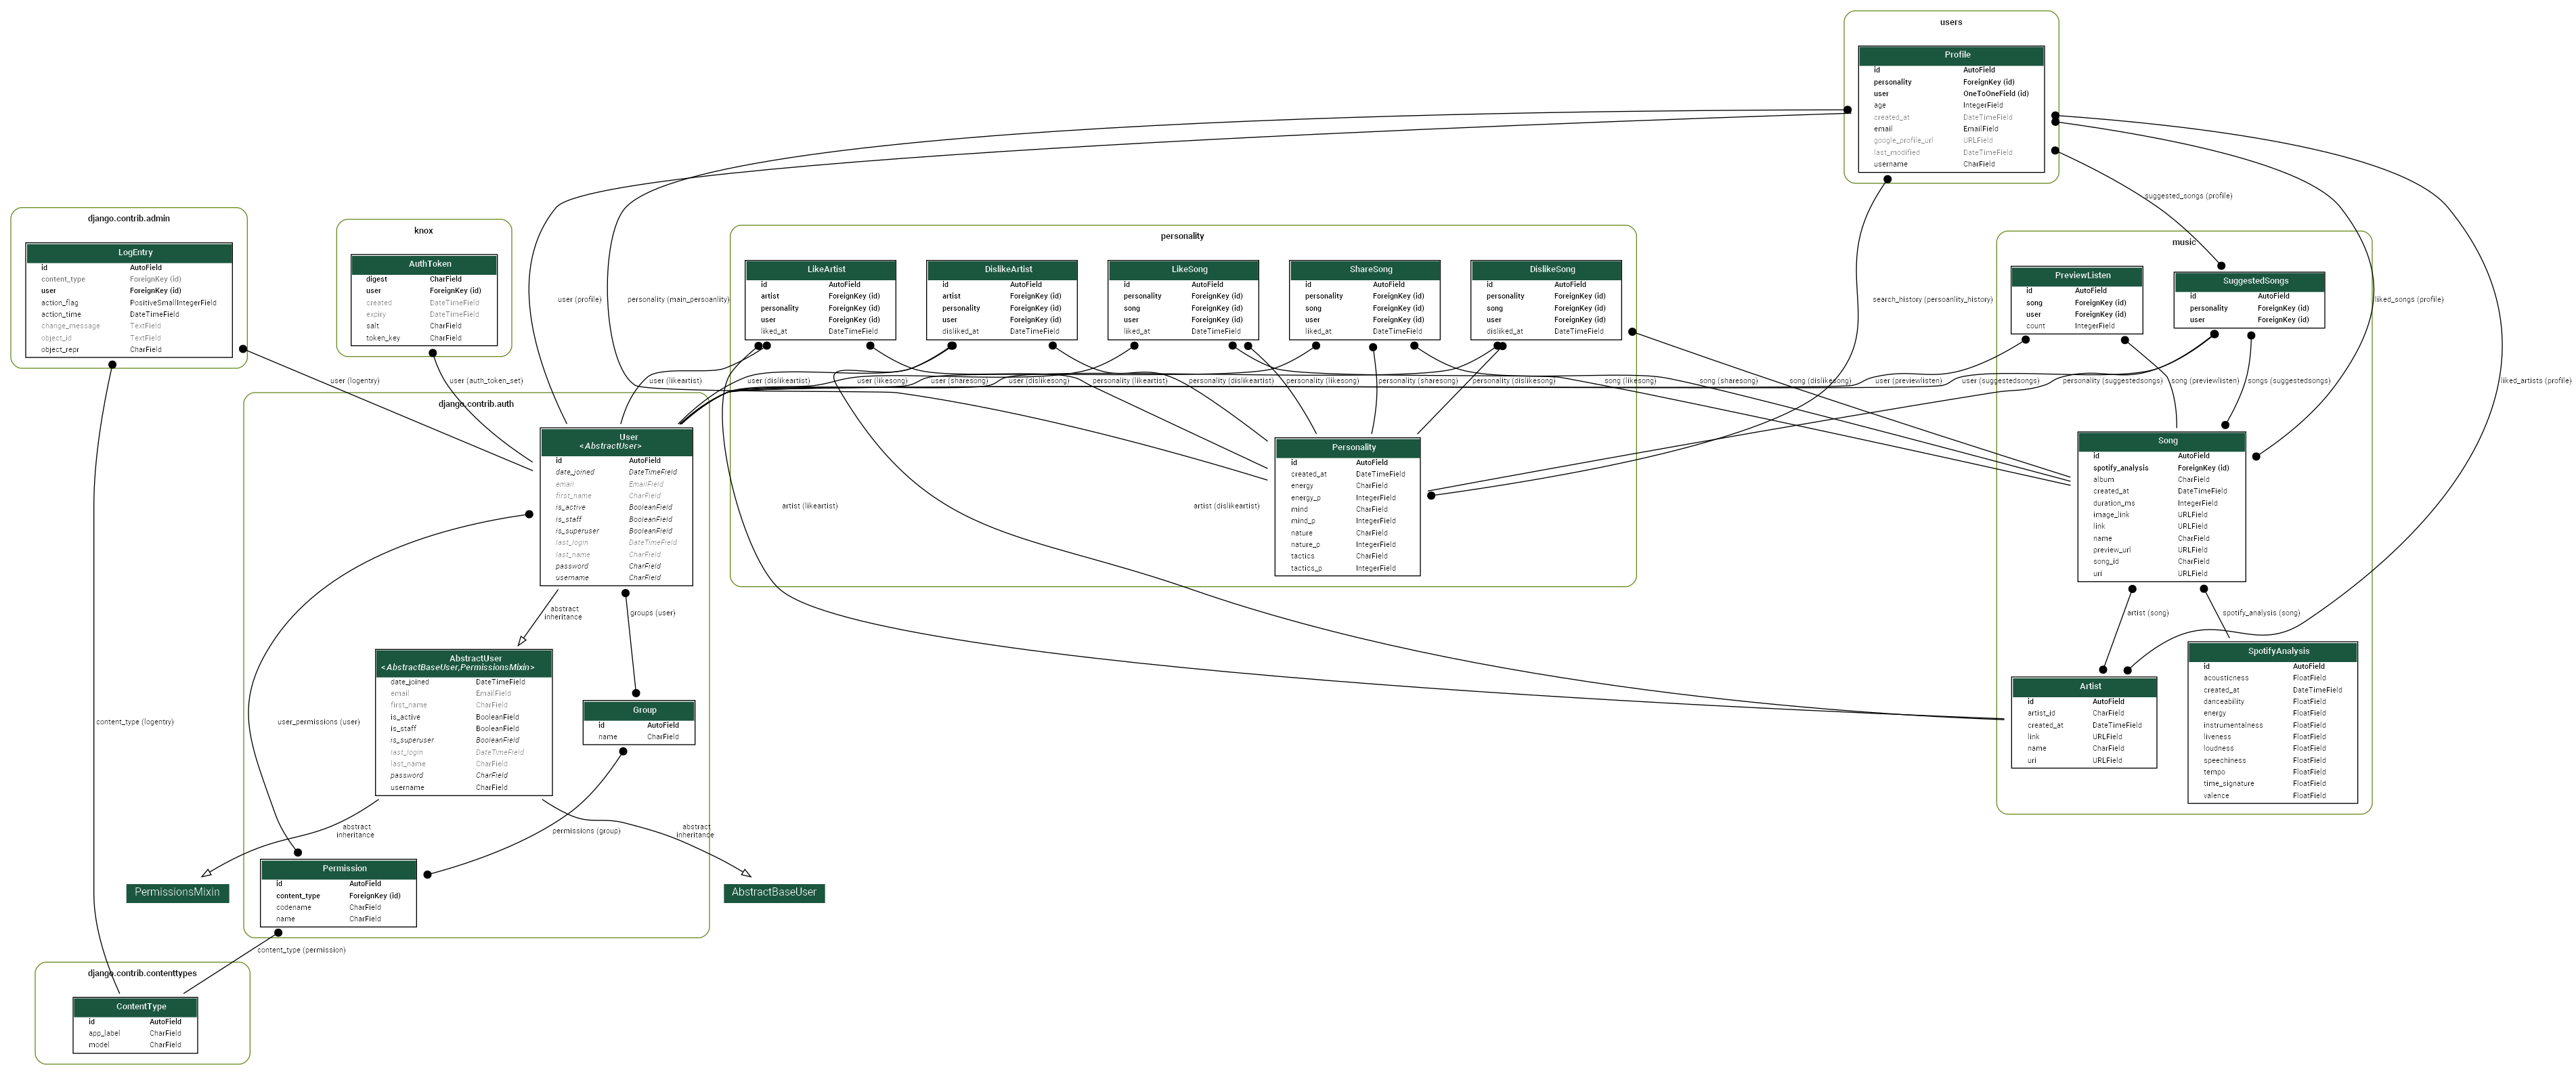 users
Profile
id AutoField
personality ForeignKey (id)
user OneToOneField (id)
age IntegerField
created_at DateTimeField
email EmailField
google_profile_url URLField
last_modified DateTimeField
username CharField
suggested_songs (profile)
user (profile)
personality (main_persoanlity)
search_history (persoanlity_history)
liked_songs (profile)
liked_artists (profile)
django.contrib.admin
LogEntry
id AutoField
content_type ForeignKey (id)
user ForeignKey (id)
action_flag PositiveSmallIntegerField
action_time DateTimeField
change_message TextField
object_id TextField
object_repr CharField
knox
AuthToken
digest CharField
user ForeignKey (id)
created DateTimeField
expiry DateTimeField
salt CharField
token_key CharField
personality
LikeArtist
id AutoField
artist ForeignKey (id)
personality ForeignKey (id)
user ForeignKey (id)
liked_at DateTimeField
DislikeArtist
id AutoField
artist ForeignKey (id)
personality ForeignKey (id)
user ForeignKey (id)
disliked_at DateTimeField
LikeSong
id AutoField
personality ForeignKey (id)
song ForeignKey (id)
user ForeignKey (id)
liked_at DateTimeField
ShareSong
id AutoField
personality ForeignKey (id)
song ForeignKey (id)
user ForeignKey (id)
liked_at DateTimeField
DislikeSong
id AutoField
personality ForeignKey (id)
song ForeignKey (id)
user ForeignKey (id)
disliked_at DateTimeField
music
PreviewListen
id AutoField
song ForeignKey (id)
user ForeignKey (id)
count IntegerField
SuggestedSongs
id AutoField
personality ForeignKey (id)
user ForeignKey (id)
user (logentry)
user (auth_token_set)
user (likeartist)
user (dislikeartist)
user (likesong)
user (sharesong)
user (dislikesong)
personality (likeartist)
personality (dislikeartist)
personality (likesong)
personality (sharesong)
personality (dislikesong)
song (likesong)
song (sharesong)
song (dislikesong)
user (previewlisten)
user (suggestedsongs)
personality (suggestedsongs)
song (previewlisten)
songs (suggestedsongs)
django.contrib.auth
User
<AbstractUser>
id AutoField
date_joined DateTimeField
email EmailField
first_name CharField
is_active BooleanField
is_staff BooleanField
is_superuser BooleanField
last_login DateTimeField
last_name CharField
password CharField
username CharField
Personality
id AutoField
created_at DateTimeField
energy CharField
energy_p IntegerField
mind CharField
mind_p IntegerField
nature CharField
nature_p IntegerField
tactics CharField
tactics_p IntegerField
artist (likeartist)
artist (dislikeartist)
Song
id AutoField
spotify_analysis ForeignKey (id)
album CharField
created_at DateTimeField
duration_ms IntegerField
image_link URLField
link URLField
name CharField
preview_url URLField
song_id CharField
uri URLField
abstract
inheritance
groups (user)
artist (song)
spotify_analysis (song)
AbstractUser
<AbstractBaseUser,PermissionsMixin>
date_joined DateTimeField
email EmailField
first_name CharField
is_active BooleanField
is_staff BooleanField
is_superuser BooleanField
last_login DateTimeField
last_name CharField
password CharField
username CharField
Group
id AutoField
name CharField
Artist
id AutoField
artist_id CharField
created_at DateTimeField
link URLField
name CharField
uri URLField
SpotifyAnalysis
id AutoField
acousticness FloatField
created_at DateTimeField
danceability FloatField
energy FloatField
instrumentalness FloatField
liveness FloatField
loudness FloatField
speechiness FloatField
tempo FloatField
time_signature FloatField
valence FloatField
content_type (logentry)
user_permissions (user)
abstract
inheritance
permissions (group)
abstract
inheritance
PermissionsMixin
Permission
id AutoField
content_type ForeignKey (id)
codename CharField
name CharField
AbstractBaseUser
content_type (permission)
django.contrib.contenttypes
ContentType
id AutoField
app_label CharField
model CharField